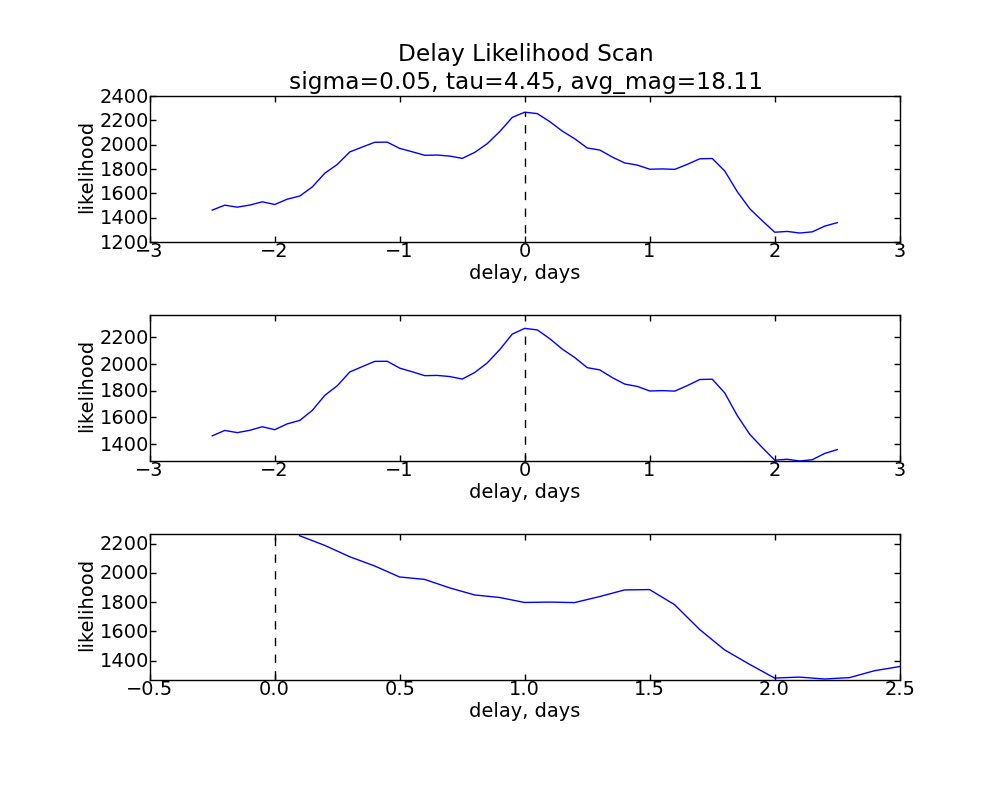 Delay Likelihood Scan
sigma=0.05, tau=4.45, avg_mag=18.11
likelihood
2400
2200
2000
1800
1600
1400
1200
−3 −2 −1 0 1 2 3
delay, days
likelihood
2200
2000
1800
1600
1400
−3 −2 −1 0 1 2 3
delay, days
likelihood
2200
2000
1800
1600
1400
−0.5 0.0 0.5 1.0 1.5 2.0 2.5
delay, days